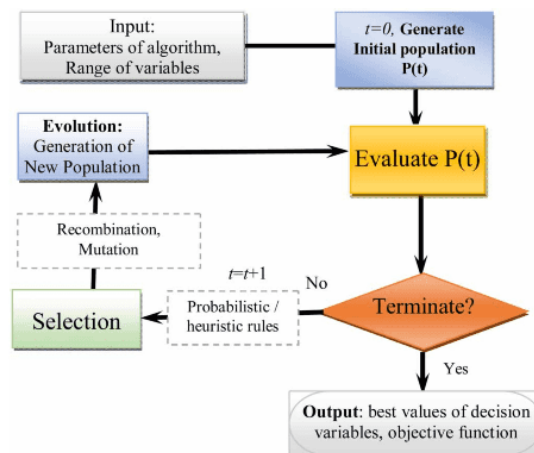 Input:
Parameters of algorithm,
Range of variables
t=0, Generate
Initial population
P(t)
Evolution:
Generation of
New Population
Evaluate P(t)
Recombination,
Mutation
t=t+1
No
Probabilistic /
heuristic rules
Selection
Terminate?
Yes
Output: best values of decision
variables, objective function